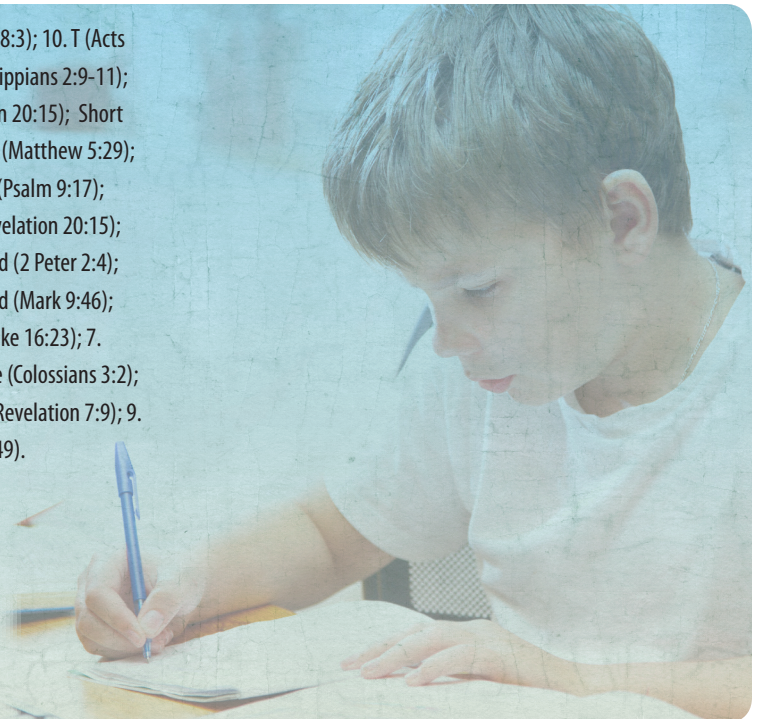 8:3); 10. T (Acts
ippians 2:9-11);
n 20:15); Short
(Matthew 5:29);
(Psalm 9:17);
velation 20:15);
d (2 Peter 2:4);
d (Mark 9:46);
ke 16:23); 7.
e (Colossians 3:2);
Revelation 7:9); 9.
49).